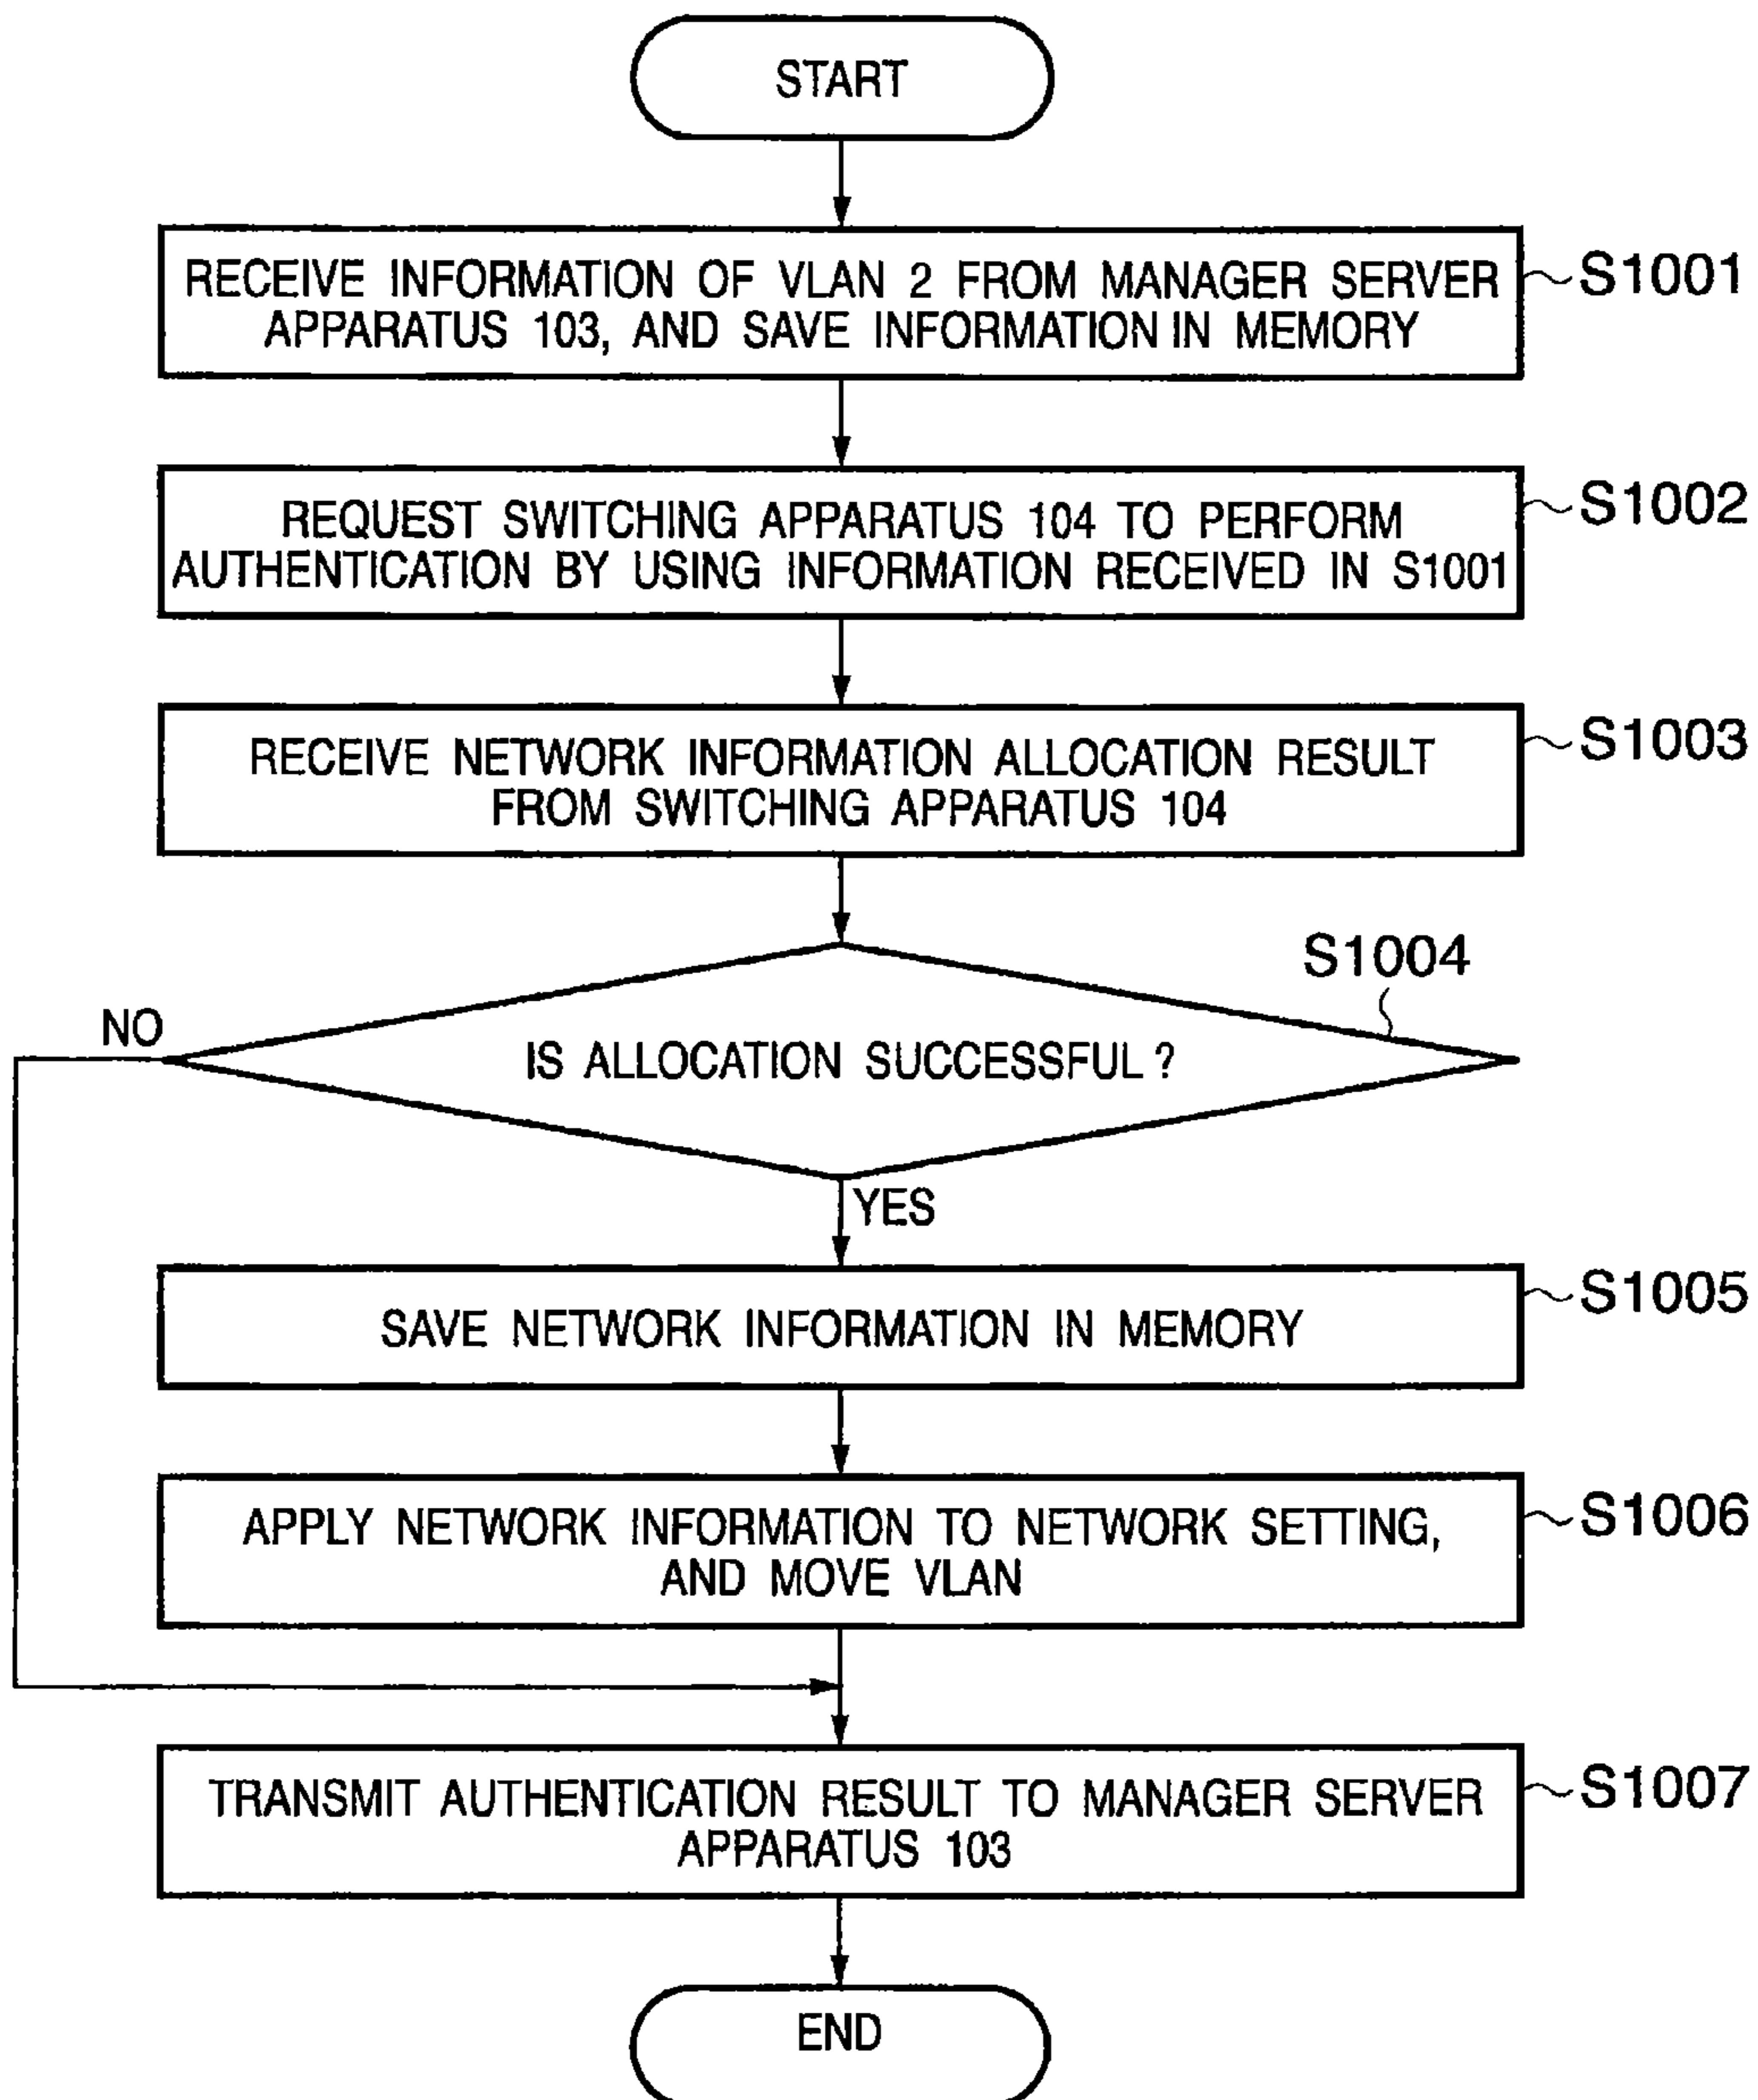 START
RECEIVE INFORMATION OF VLAN 2 FROM MANAGER SERVER
APPARATUS 103, AND SAVE INFORMATION IN MEMORY
S1001
REQUEST SWITCHING APPARATUS 104 TO PERFORM
AUTHENTICATION BY USING INFORMATION RECEIVED IN S1001
S1002
RECEIVE NETWORK INFORMATION ALLOCATION RESULT
FROM SWITCHING APPARATUS 104
S1003
S1004
NO
IS ALLOCATION SUCCESSFUL ?
YES
SAVE NETWORK INFORMATION IN MEMORY
S1005
APPLY NETWORK INFORMATION TO NETWORK SETTING,
AND MOVE VLAN
S1006
TRANSMIT AUTHENTICATION RESULT TO MANAGER SERVER
APPARATUS 103
S1007
END